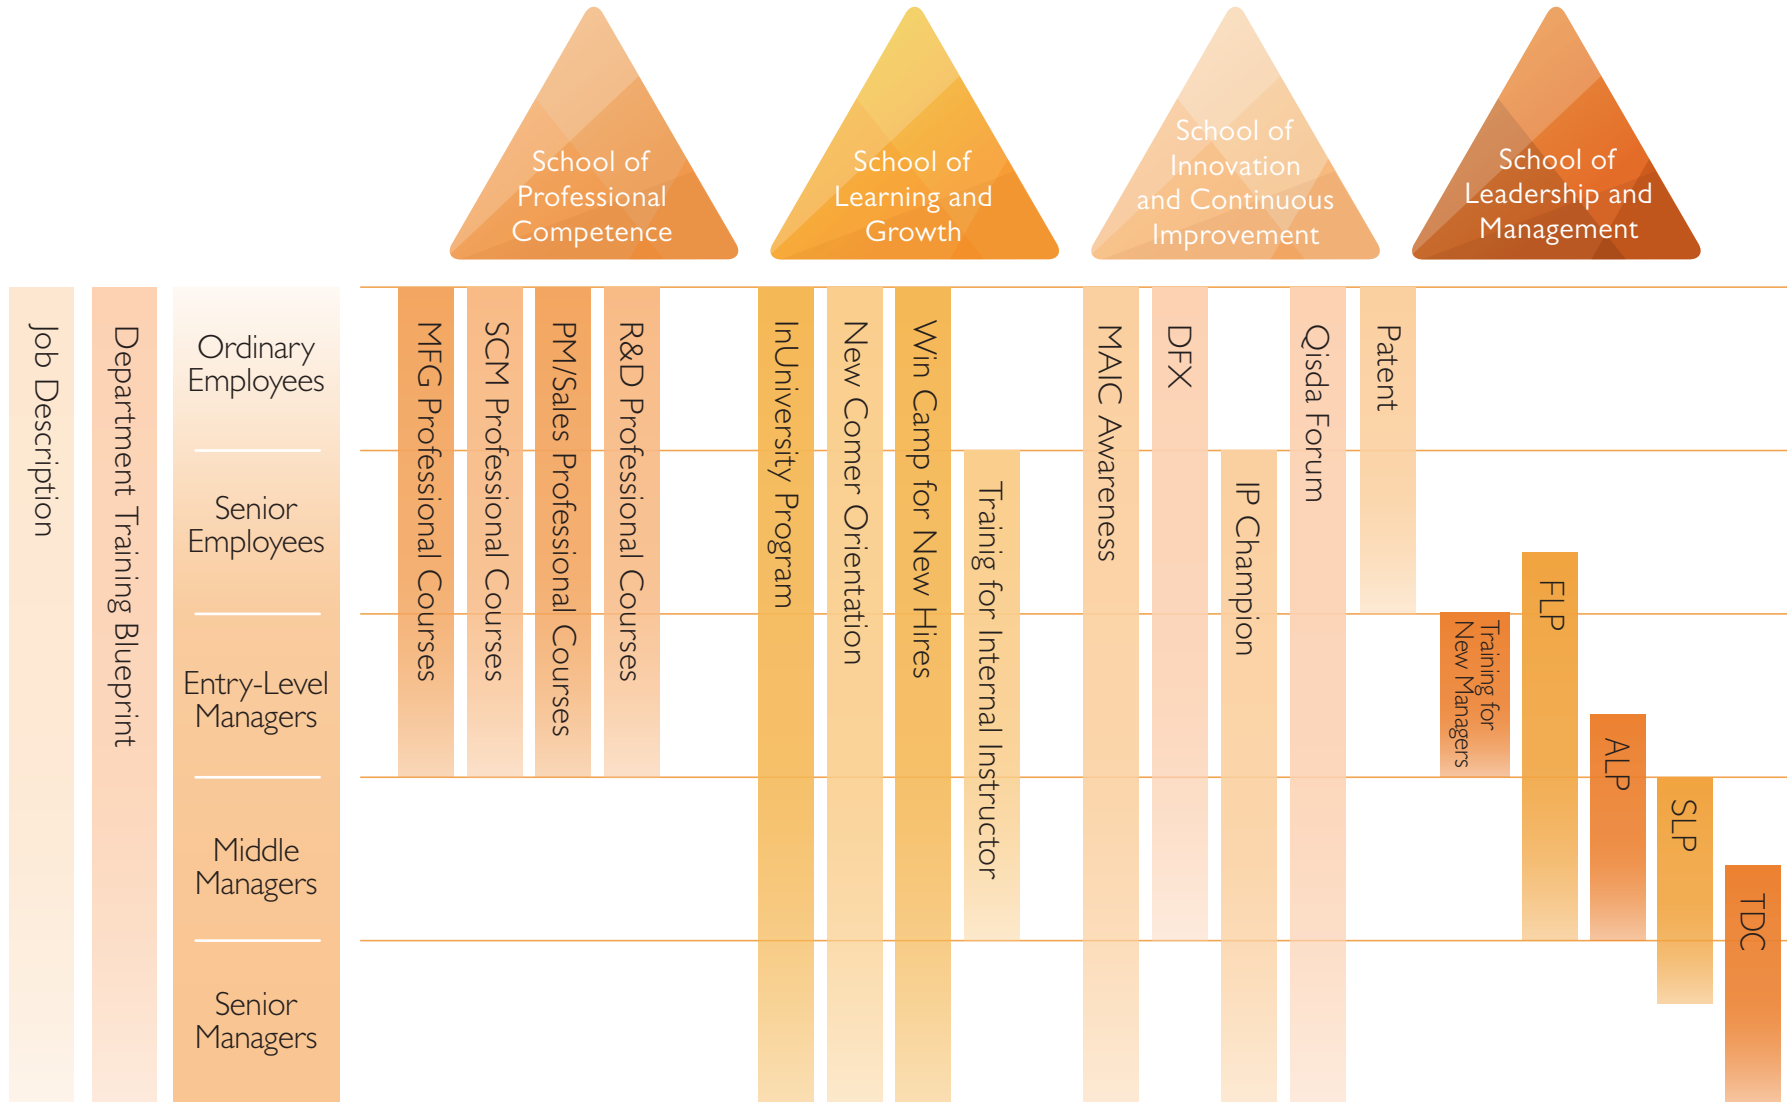 School of
Professional
Competence
School of
Learning and
Growth
School of
Innovation
and Continuous
Improvement
School of
Leadership and
Management
Job Description
Department Training Blueprint
Ordinary
Employees
Senior
Employees
Entry-Level
Managers
Middle
Managers
Senior
Managers
MFG Professional Courses
SCM Professional Courses
PM/Sales Professional Courses
R&D Professional Courses
InUniversity Program
New Comer Orientation
Win Camp for New Hires
Trainig for Internal Instructor
MAIC Awareness
DFX
IP Champion
Qisda Forum
Patent
Training for
New Managers
FLP
ALP
SLP
TDC